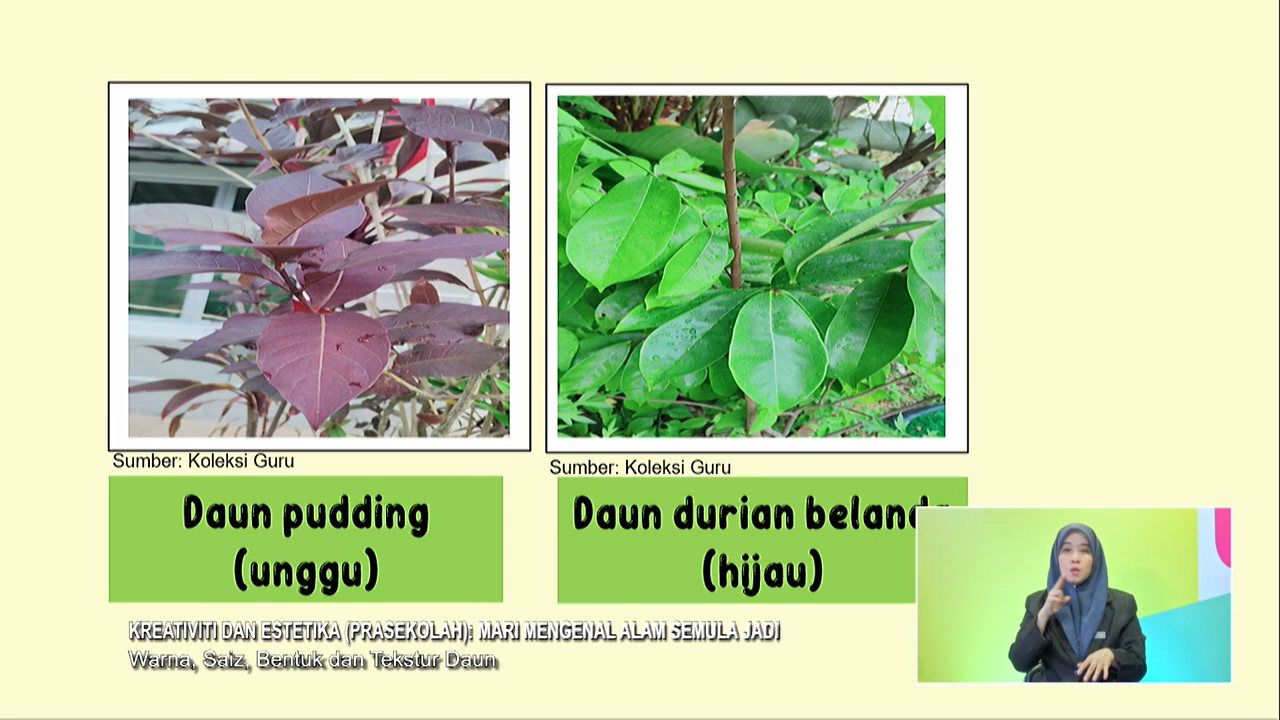 Sumber: Koleksi Guru
Daun pudding
(unggu)
Sumber: Koleksi Guru
Daun durian belanda
(hijau)
KREATIVITI DAN ESTETIKA (PRASEKOLAH): MARI MENGENAL ALAM SEMULA JADI
Warna, Saiz, Bentuk dan Tekstur Daun